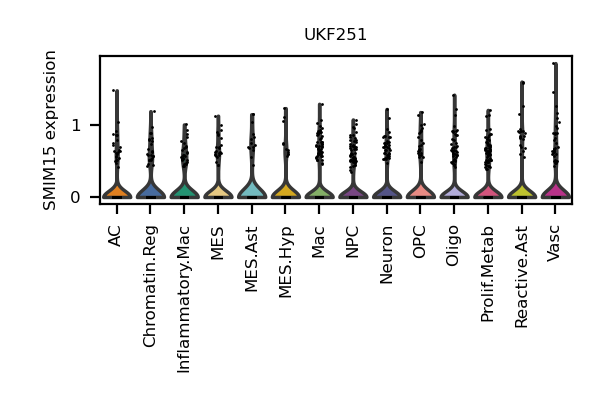 UKF251
SMIM15 expression
1
0
AC
Chromatin.Reg
Inflammatory.Mac
MES
MES.Ast
MES.Hyp
Mac
NPC
Neuron
OPC
Oligo
Prolif.Metab
Reactive.Ast
Vasc